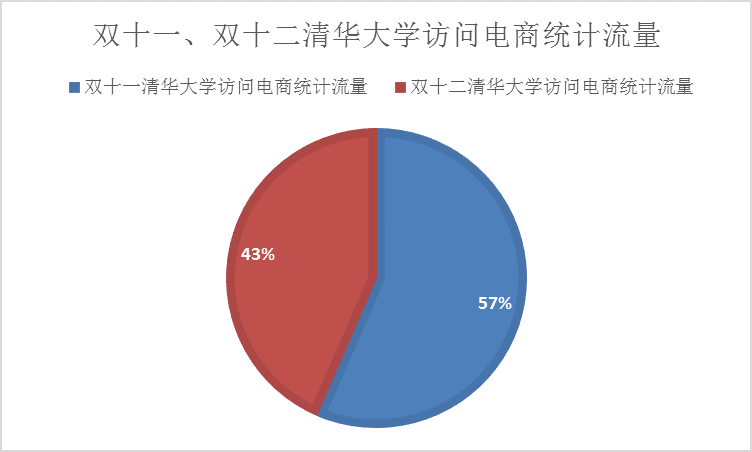 双十一、双十二清华大学访问电商统计流量
双十一清华大学访问电商统计流量 双十二清华大学访问电商统计流量
43%
57%